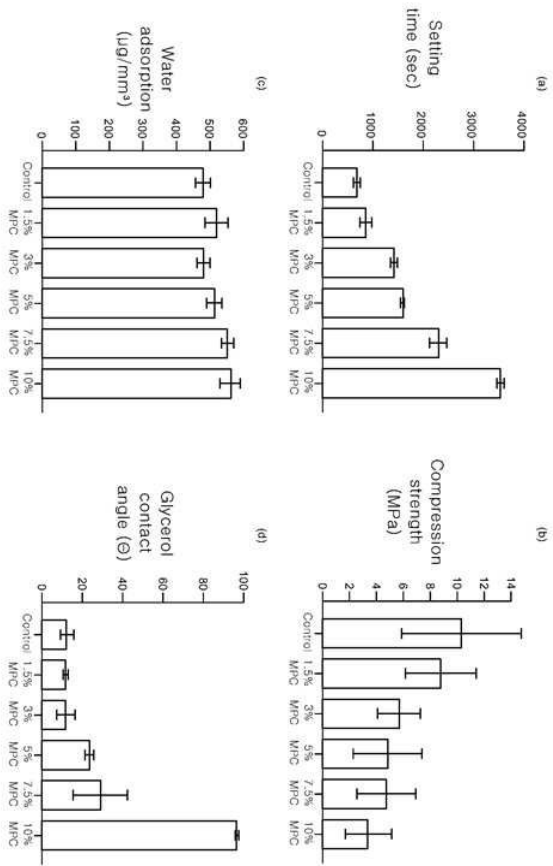 (a)
Setting
time (sec)
4000
3000
2000
1000
0
Control
1.5%
MPC
3%
MPC
5%
MPC
7.5%
MPC
10%
MPC
(b)
Compression
strength
(MPa)
14
12
10
8
6
4
2
0
Control
1.5%
MPC
3%
MPC
5%
MPC
7.5%
MPC
10%
MPC
(c)
Water
adsorption
(µg/mm³)
600
500
400
300
200
100
0
Control
1.5%
MPC
3%
MPC
5%
MPC
7.5%
MPC
10%
MPC
(d)
Glycerol
contact
angle (Θ)
100
80
60
40
20
0
Control
1.5%
MPC
3%
MPC
5%
MPC
7.5%
MPC
10%
MPC